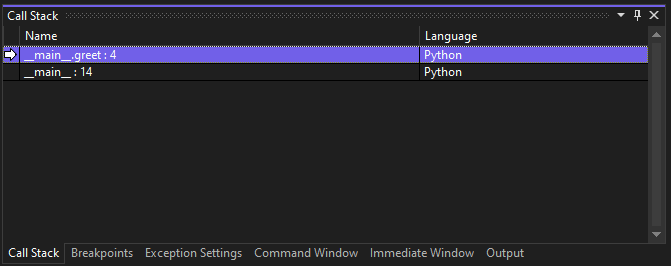 Call Stack
Name Language
__main__.greet : 4 Python
__main__ : 14 Python
Call Stack Breakpoints Exception Settings Command Window Immediate Window Output